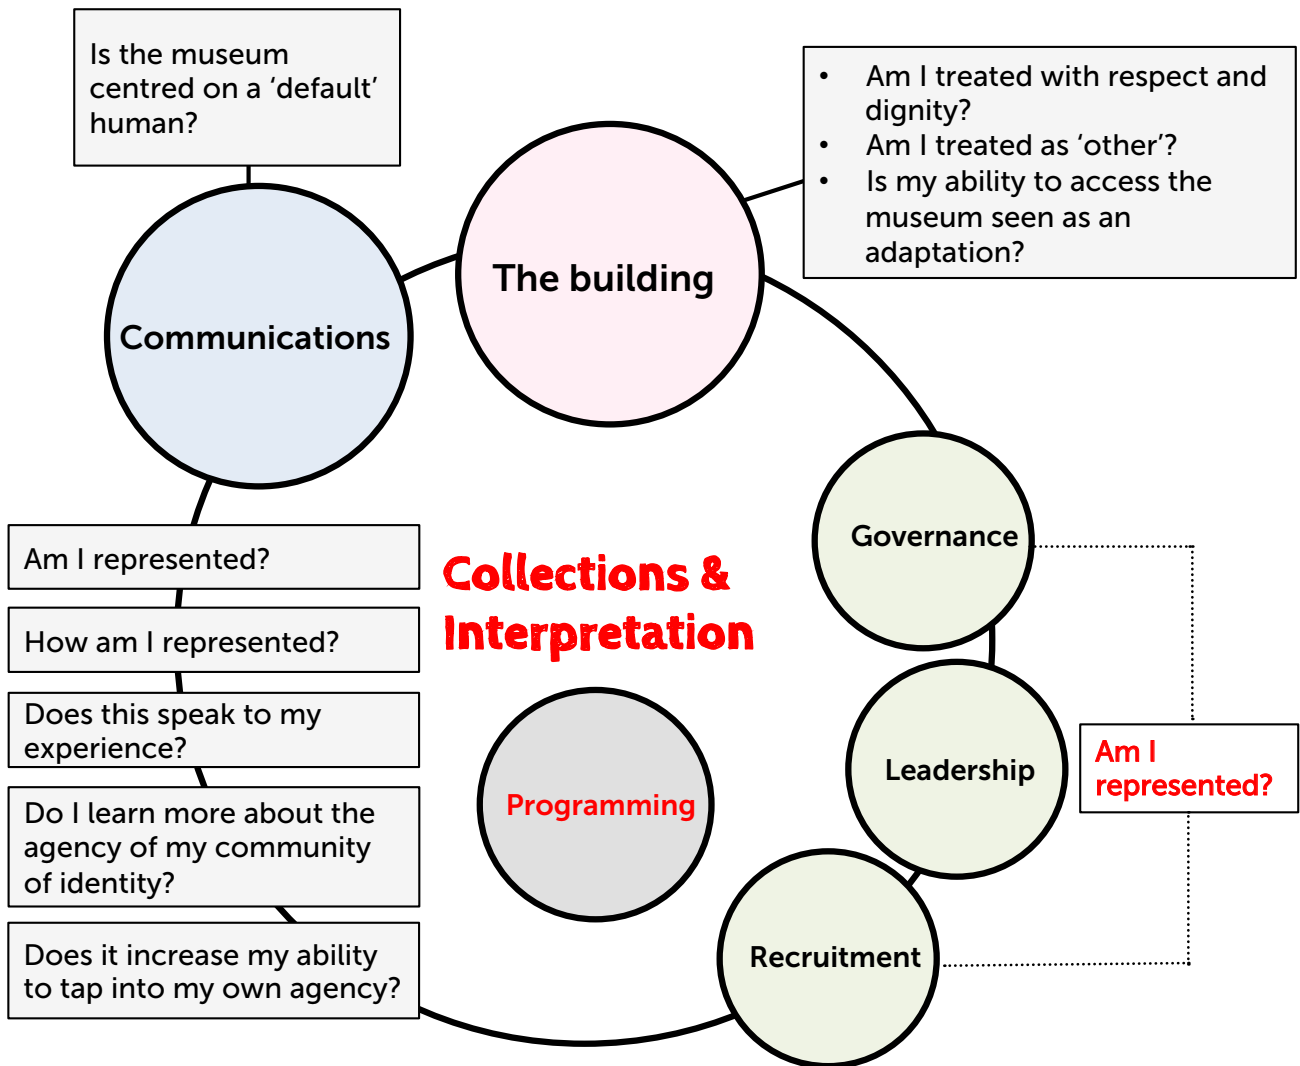 Is the museum
centred on a ‘default’
human?
• Am I treated with respect and
dignity?
• Am I treated as ‘other’?
• Is my ability to access the
museum seen as an
adaptation?
The building
Communications
Governance
Am I represented?
Collections &
Interpretation
How am I represented?
Does this speak to my
experience?
Leadership
Am I
represented?
Programming
Do I learn more about the
agency of my community
of identity?
Does it increase my ability
to tap into my own agency?
Recruitment